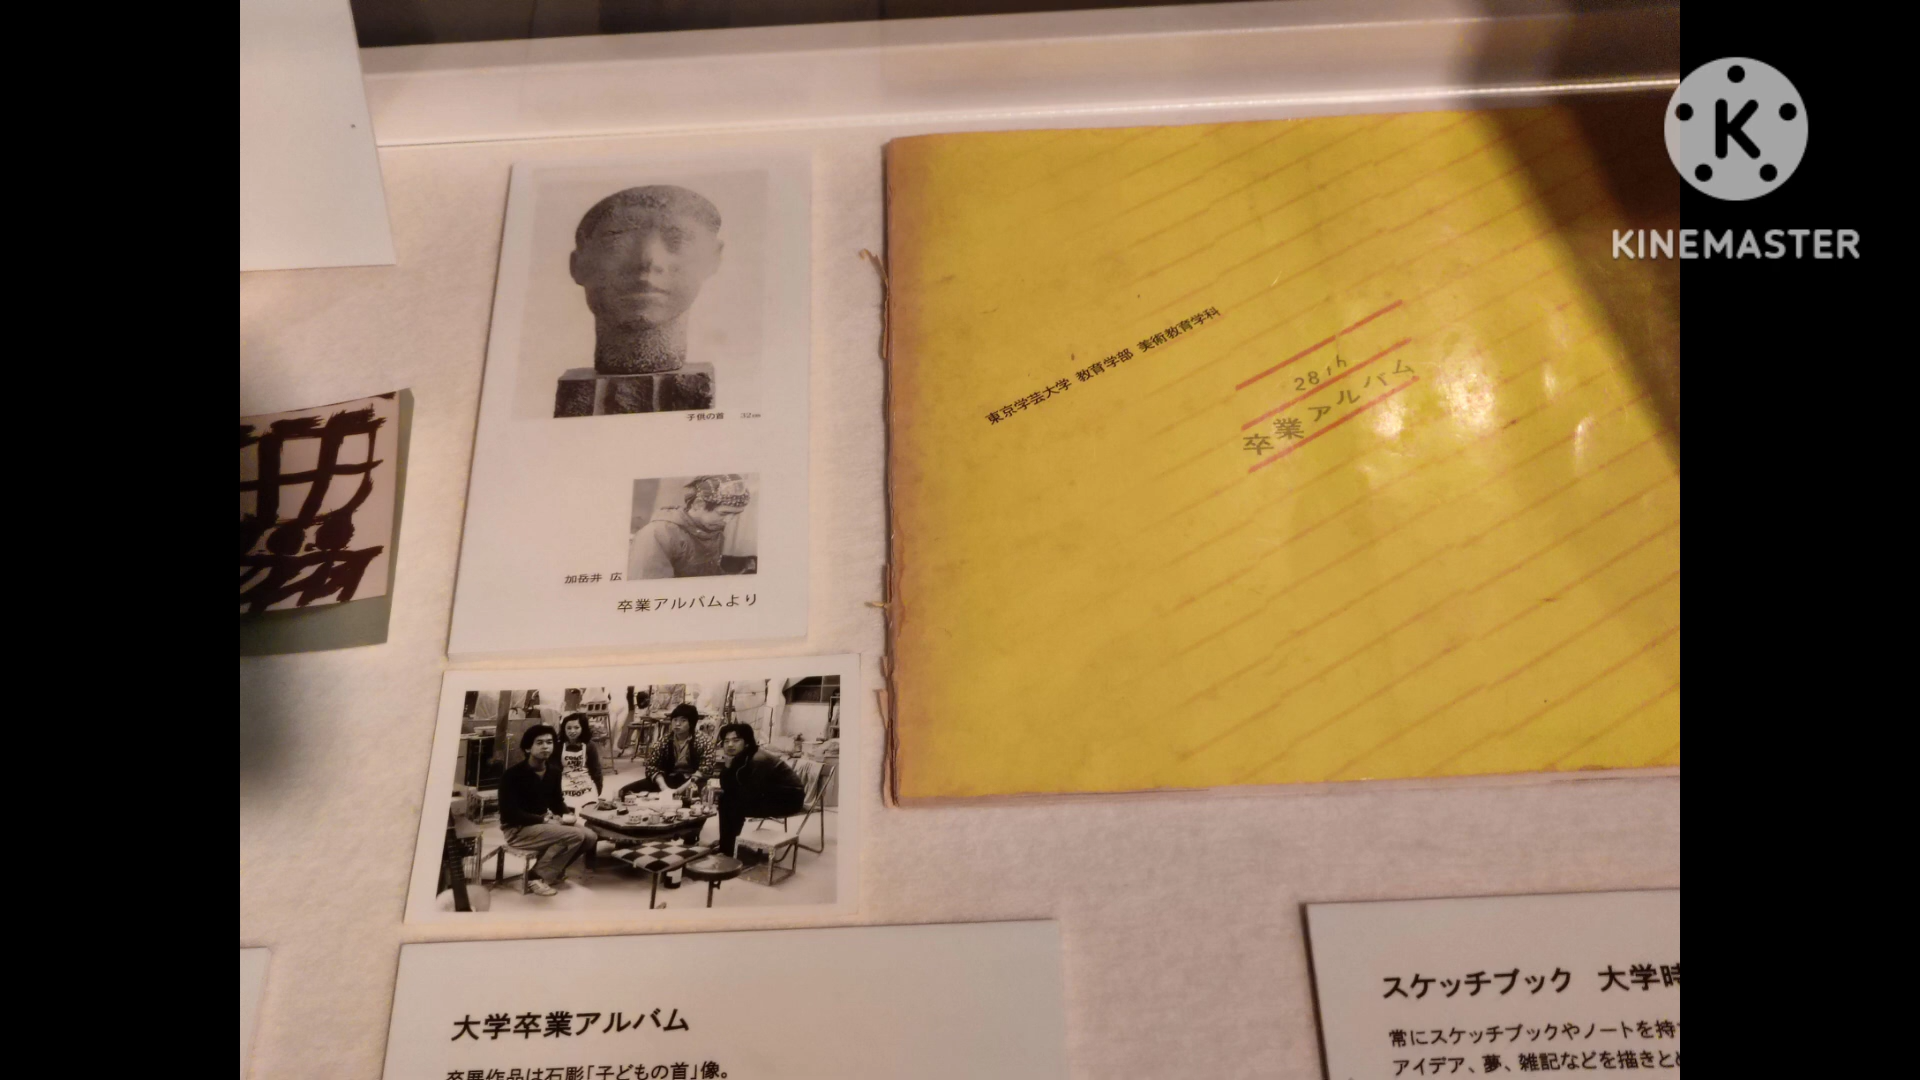 子供の首 32㎝
加岳井 広
卒業アルバムより
東京学芸大学 教育学部 美術教育学科
28th
卒業アルバム
大学卒業アルバム
卒展作品は石彫「子どもの首」像。
スケッチブック 大学時
常にスケッチブックやノートを持
アイデア、夢、雑記などを描きと
KINEMASTER